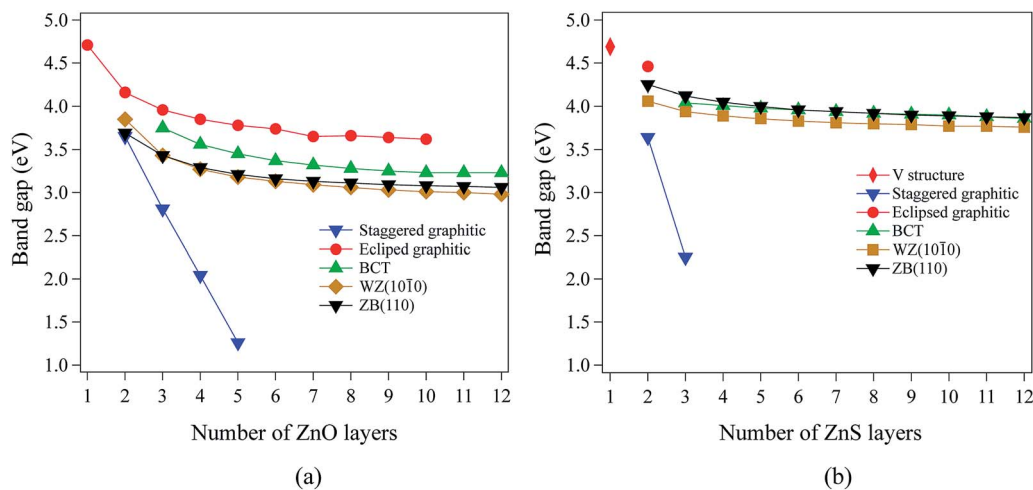 5.0
4.5
4.0
3.5
3.0
2.5
2.0
1.5
1.0
Band gap (eV)
Staggered graphitic
Ecliped graphitic
BCT
WZ(101̅0)
ZB(110)
1 2 3 4 5 6 7 8 9 10 11 12
Number of ZnO layers
(a)
5.0
4.5
4.0
3.5
3.0
2.5
2.0
1.5
1.0
Band gap (eV)
V structure
Staggered graphitic
Eclipsed graphitic
BCT
WZ(101̅0)
ZB(110)
1 2 3 4 5 6 7 8 9 10 11 12
Number of ZnS layers
(b)